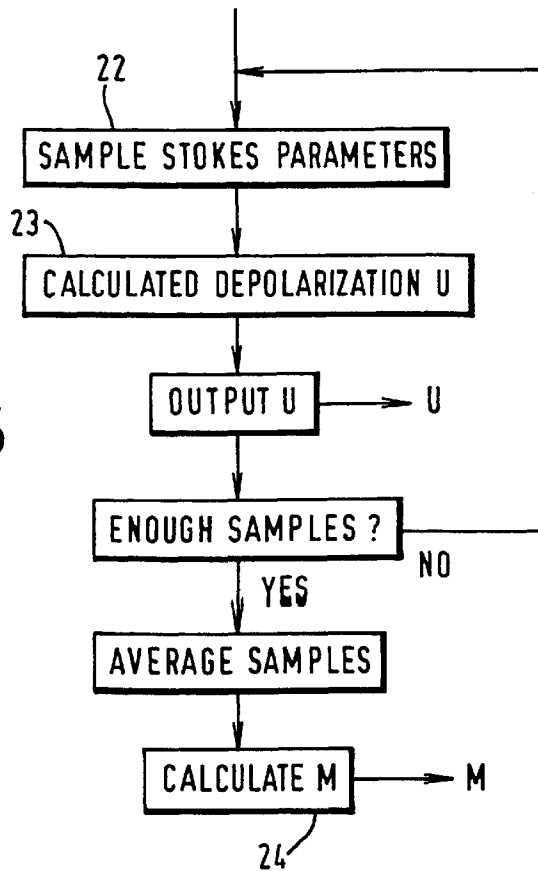 22
SAMPLE STOKES PARAMETERS
23
CALCULATED DEPOLARIZATION U
OUTPUT U U
ENOUGH SAMPLES ?
NO
YES
AVERAGE SAMPLES
CALCULATE M M
24